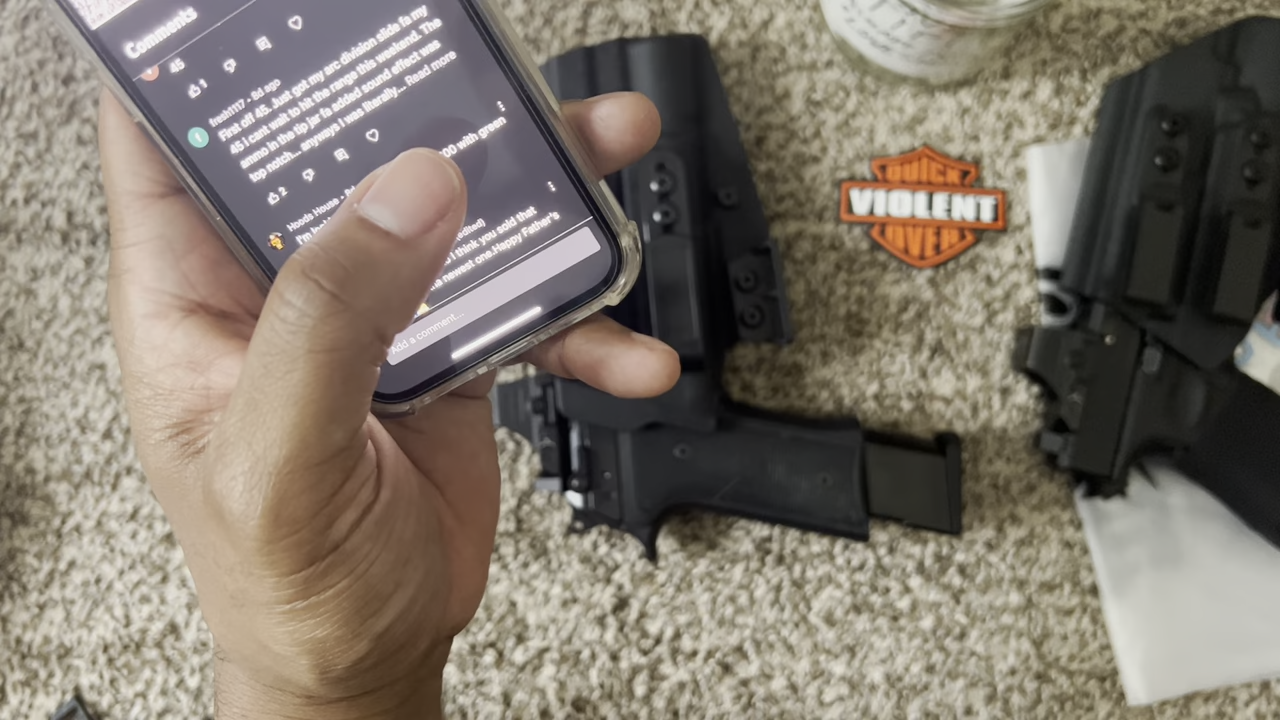 Comments
45
1
fresh1117 · 8d ago
First off 45. Just got my arc division slide fa my
45 i cant wait to hit the range this weekend. The
ammo in the tip jar fa added sound effect was
top notch... anyways i was literally... Read more
2
Hoods House
I'm
00 with green
I think you said that
newest one.Happy Father's
Add a comment...
QUICK
VIOLENT
OVER